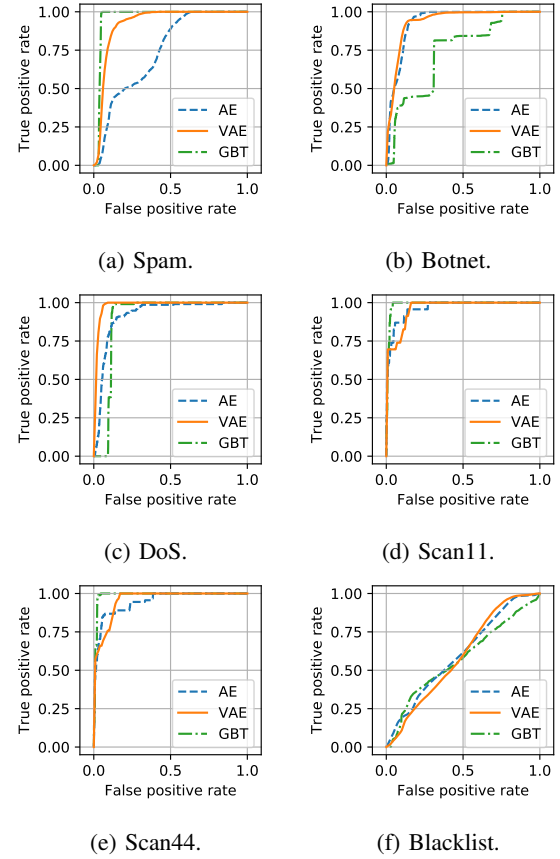 1.00
0.75
0.50
0.25
0.00
True positive rate
AE
VAE
GBT
0.0 0.5 1.0
False positive rate
(a) Spam.
1.00
0.75
0.50
0.25
0.00
True positive rate
AE
VAE
GBT
0.0 0.5 1.0
False positive rate
(b) Botnet.
1.00
0.75
0.50
0.25
0.00
True positive rate
AE
VAE
GBT
0.0 0.5 1.0
False positive rate
(c) DoS.
1.00
0.75
0.50
0.25
0.00
True positive rate
AE
VAE
GBT
0.0 0.5 1.0
False positive rate
(d) Scan11.
1.00
0.75
0.50
0.25
0.00
True positive rate
AE
VAE
GBT
0.0 0.5 1.0
False positive rate
(e) Scan44.
1.00
0.75
0.50
0.25
0.00
True positive rate
AE
VAE
GBT
0.0 0.5 1.0
False positive rate
(f) Blacklist.